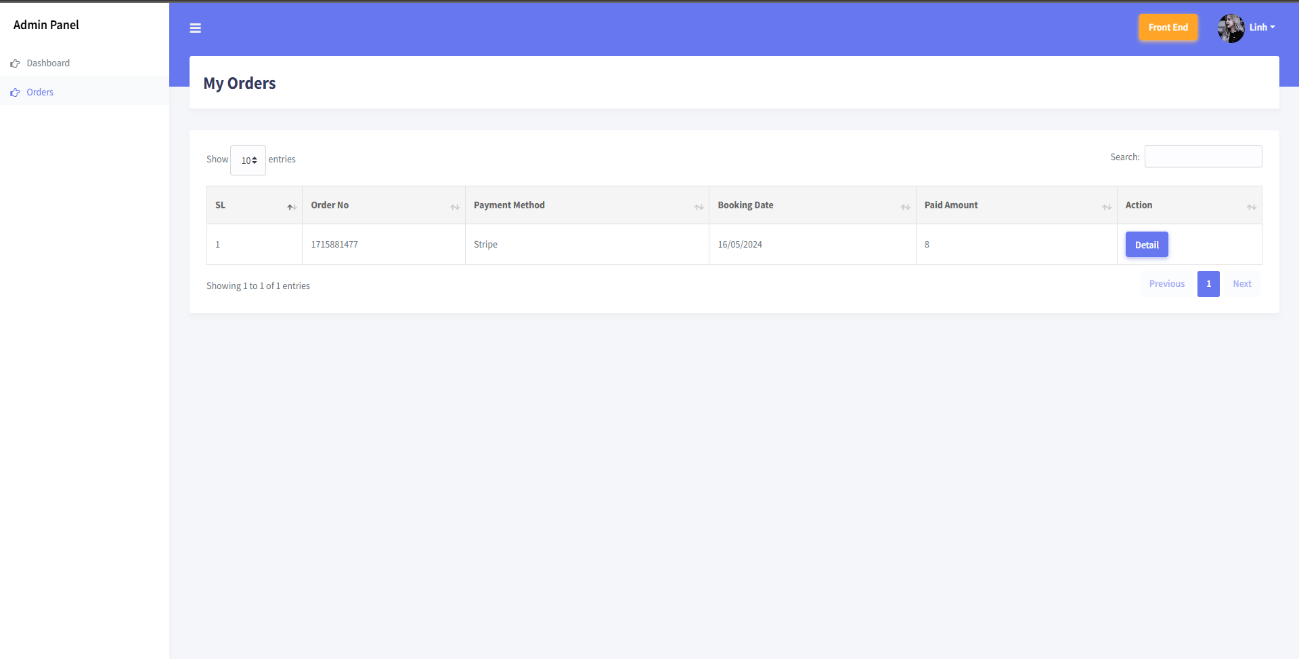 Admin Panel
Front End
Linh
Dashboard
Orders
My Orders
Show 10 entries
Search:
SL Order No Payment Method Booking Date Paid Amount Action
1 1715881477 Stripe 16/05/2024 8 Detail
Showing 1 to 1 of 1 entries
Previous 1 Next